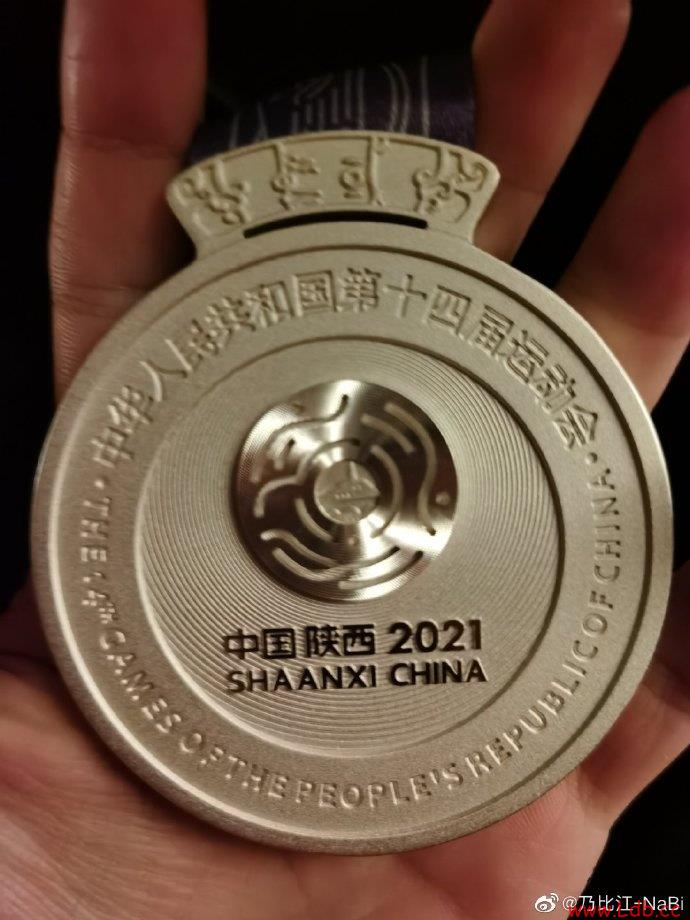 中华人民共和国第十四届运动会
中国 陕西 2021
SHAANXI CHINA
· THE 14th GAMES OF THE PEOPLE'S REPUBLIC OF CHINA ·
@乃比江-NaBi